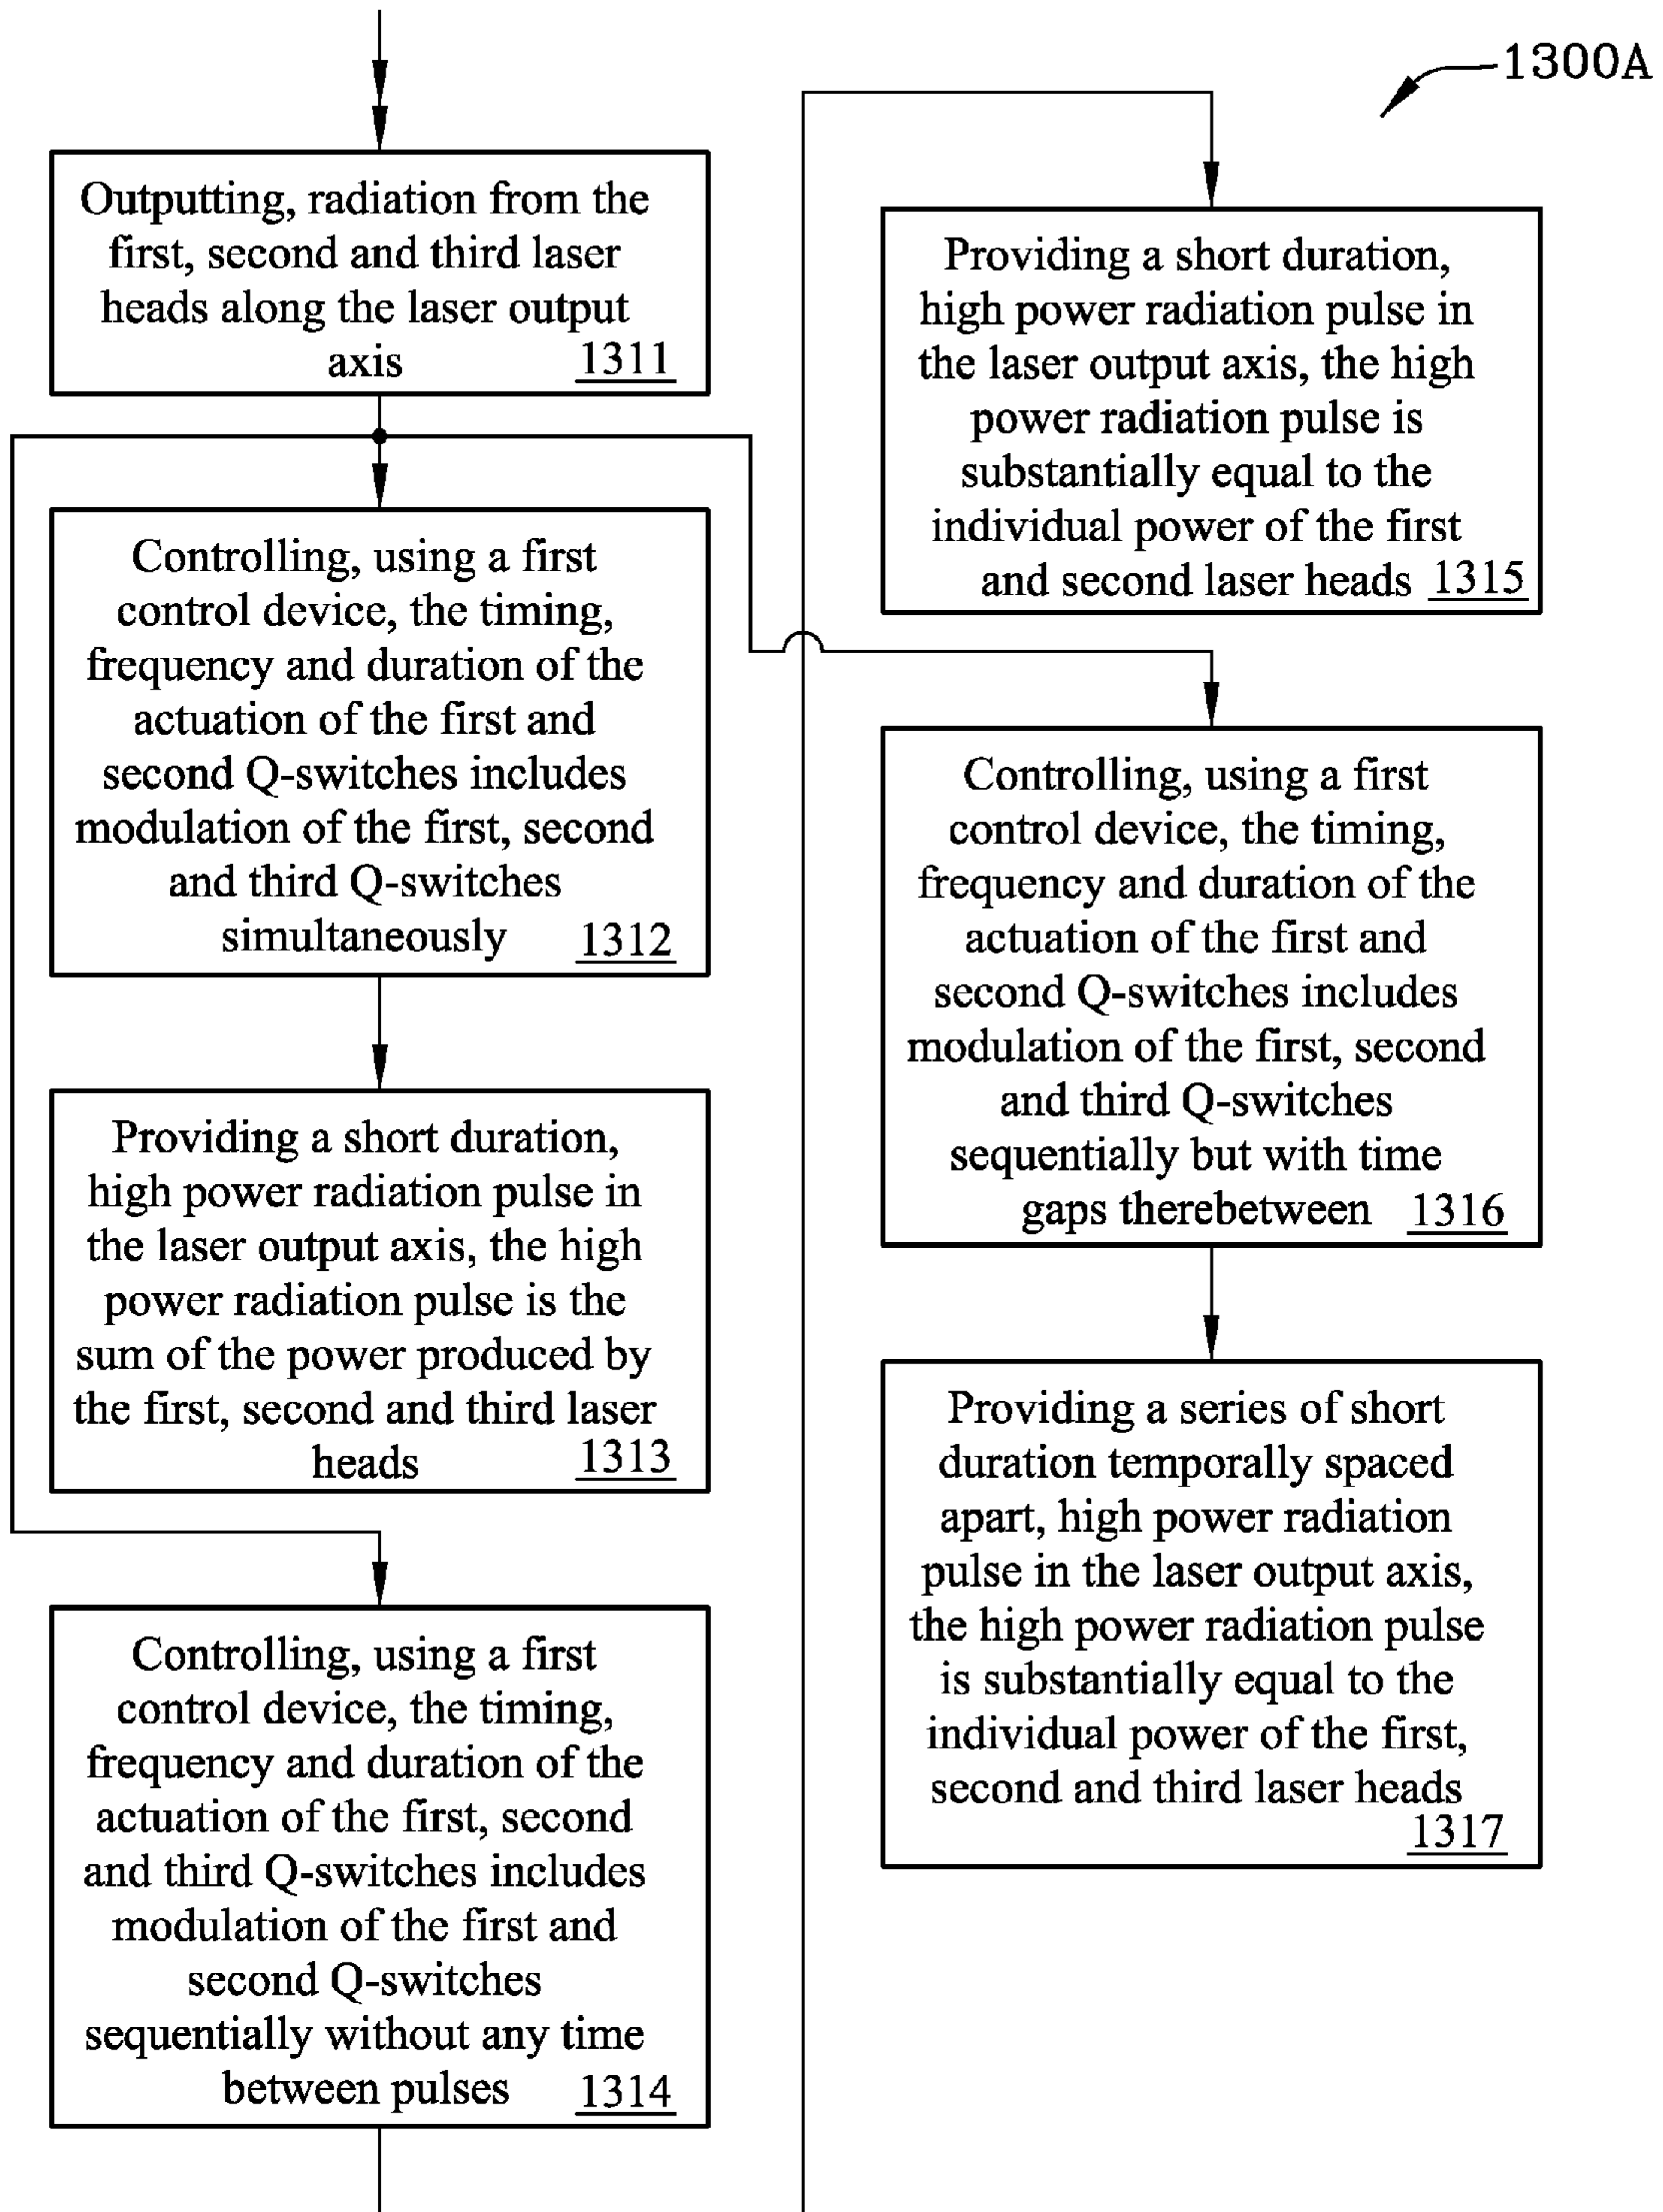 1300A
Outputting, radiation from the
first, second and third laser
heads along the laser output
axis 1311
Controlling, using a first
control device, the timing,
frequency and duration of the
actuation of the first and
second Q-switches includes
modulation of the first, second
and third Q-switches
simultaneously 1312
Providing a short duration,
high power radiation pulse in
the laser output axis, the high
power radiation pulse is the
sum of the power produced by
the first, second and third laser
heads 1313
Controlling, using a first
control device, the timing,
frequency and duration of the
actuation of the first, second
and third Q-switches includes
modulation of the first and
second Q-switches
sequentially without any time
between pulses 1314
Providing a short duration,
high power radiation pulse in
the laser output axis, the high
power radiation pulse is
substantially equal to the
individual power of the first
and second laser heads 1315
Controlling, using a first
control device, the timing,
frequency and duration of the
actuation of the first and
second Q-switches includes
modulation of the first, second
and third Q-switches
sequentially but with time
gaps therebetween 1316
Providing a series of short
duration temporally spaced
apart, high power radiation
pulse in the laser output axis,
the high power radiation pulse
is substantially equal to the
individual power of the first,
second and third laser heads
1317